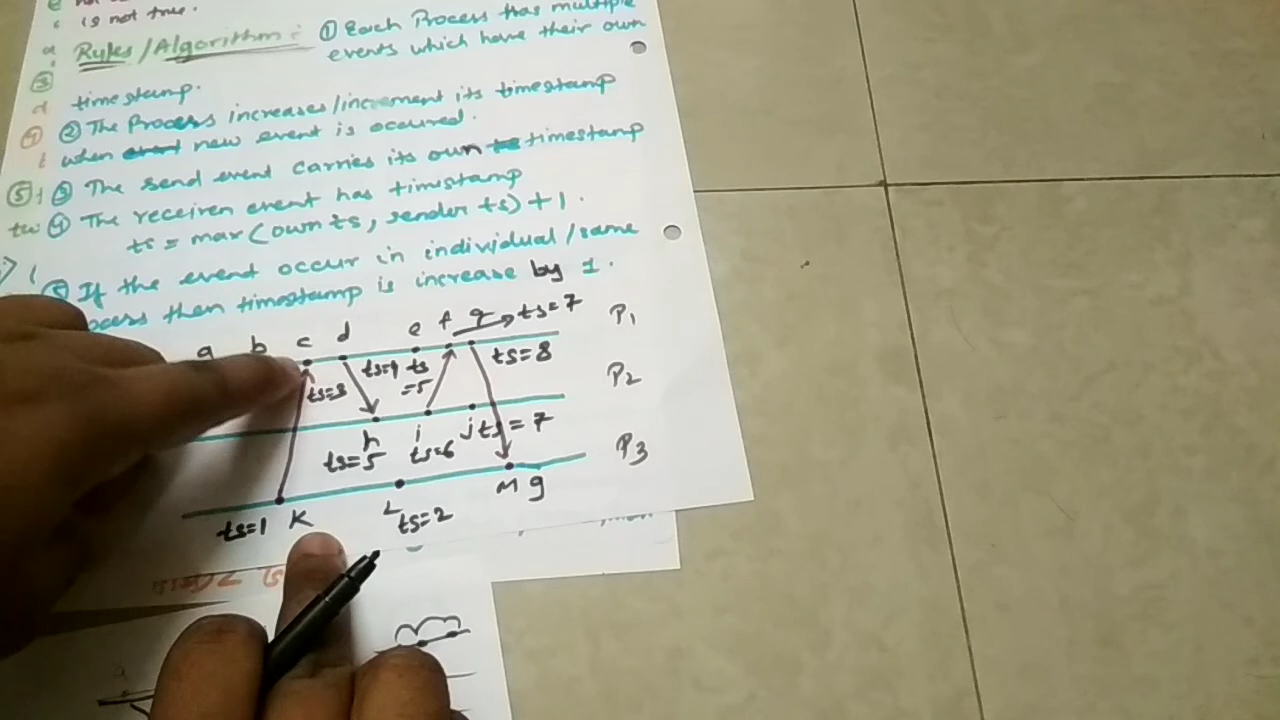 is not true.
Rules/Algorithm: ① Each Process has multiple
events which have their own
timestamp.
② The Process increases/increment its timestamp
when new event is occured.
③ The send event carries its own timestamp
④ The receiver event has timestamp
ts = max(own ts, sender ts) + 1.
⑤ If the event occur in individual/same
ocess then timestamp is increase by 1.
a b c d e f g → ts=7 P1
ts=3 ts=4 ts=5 ts=8
P2
h i j ts=7
ts=5 ts=6
P3
M g
ts=1 K L ts=2